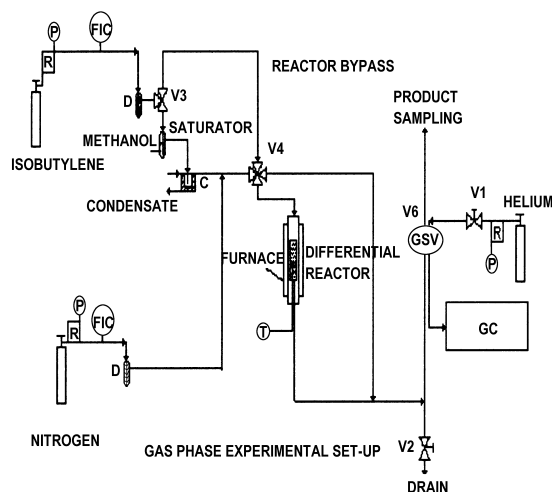 P
FIC
R
D
V3
REACTOR BYPASS
ISOBUTYLENE
METHANOL
SATURATOR
V4
C
CONDENSATE
PRODUCT
SAMPLING
V1
HELIUM
V6
GSV
R
P
FURNACE
DIFFERENTIAL
REACTOR
T
GC
P
FIC
R
D
NITROGEN
GAS PHASE EXPERIMENTAL SET-UP
V2
DRAIN